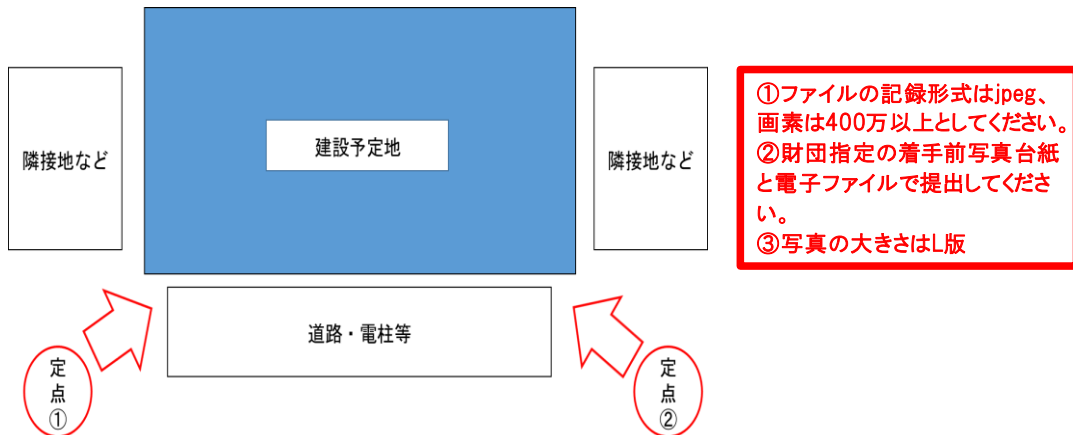 隣接地など
建設予定地
隣接地など
①ファイルの記録形式はjpeg、
画素は400万以上としてください。
②財団指定の着手前写真台紙
と電子ファイルで提出してくださ
い。
③写真の大きさはL版
道路・電柱等
定点①
定点②